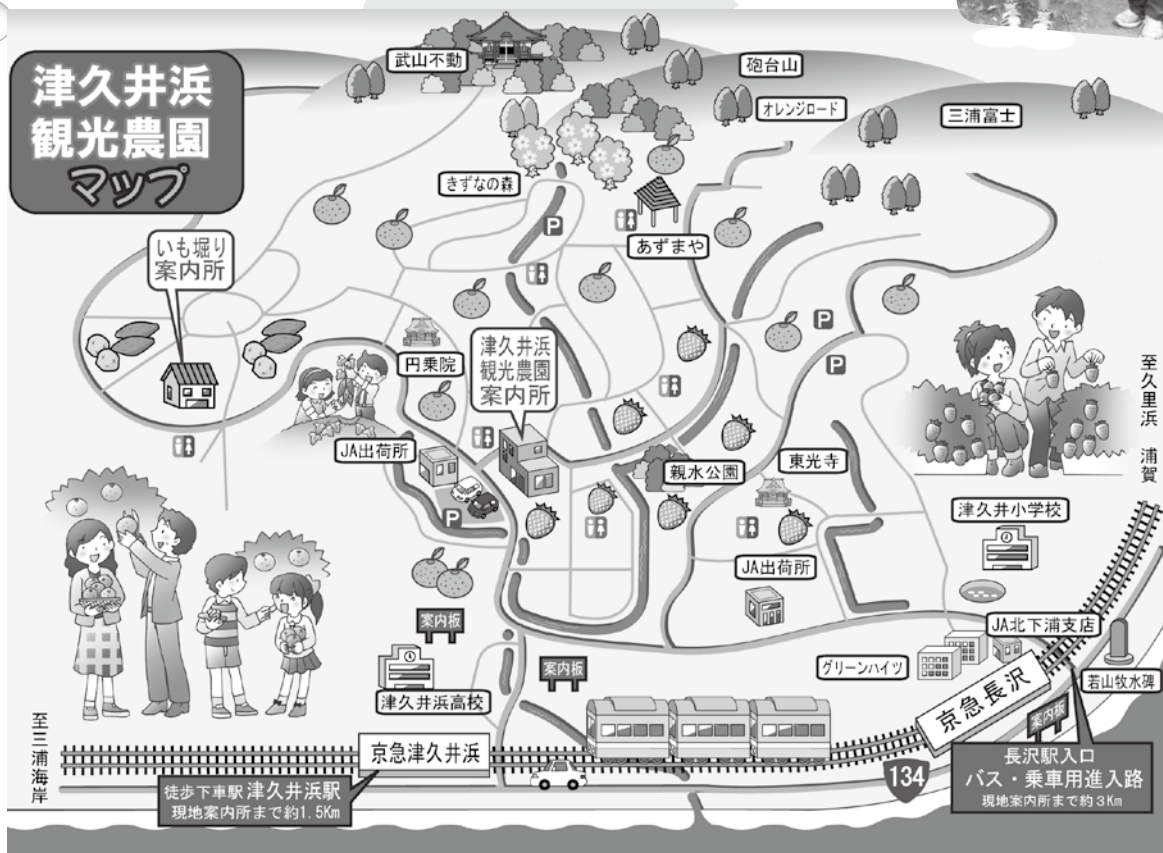 津久井浜
観光農園
マップ
武山不動
砲台山
オレンジロード
三浦富士
きずなの森
P
あずまや
いも堀り
案内所
P
P
円乗院
津久井浜
観光農園
案内所
至久里浜 浦賀
JA出荷所
P
親水公園
東光寺
津久井小学校
JA出荷所
案内板
JA北下浦支店
グリーンハイツ
若山牧水碑
案内板
津久井浜高校
京急長沢
案内板
至三浦海岸
京急津久井浜
134
徒歩下車駅 津久井浜駅
現地案内所まで約1.5Km
長沢駅入口
バス・乗車用進入路
現地案内所まで約3Km